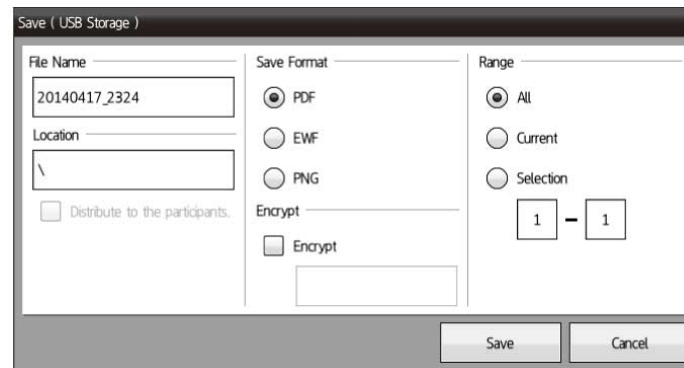 Save ( USB Storage )
File Name
20140417_2324
Location
\
Distribute to the participants.
Save Format
PDF
EWF
PNG
Encrypt
Encrypt
Range
All
Current
Selection
1 – 1
Save
Cancel